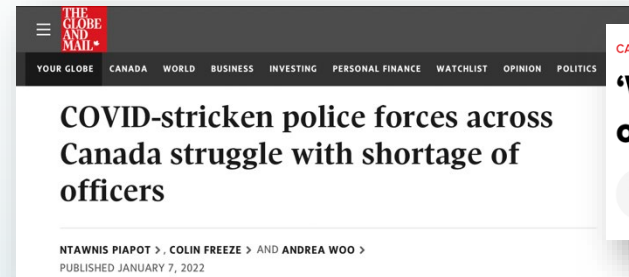 THE
GLOBE
AND
MAIL
YOUR GLOBE CANADA WORLD BUSINESS INVESTING PERSONAL FINANCE WATCHLIST OPINION POLITICS
COVID-stricken police forces across
Canada struggle with shortage of
officers
NTAWNIS PIAPOT >, COLIN FREEZE > AND ANDREA WOO >
PUBLISHED JANUARY 7, 2022